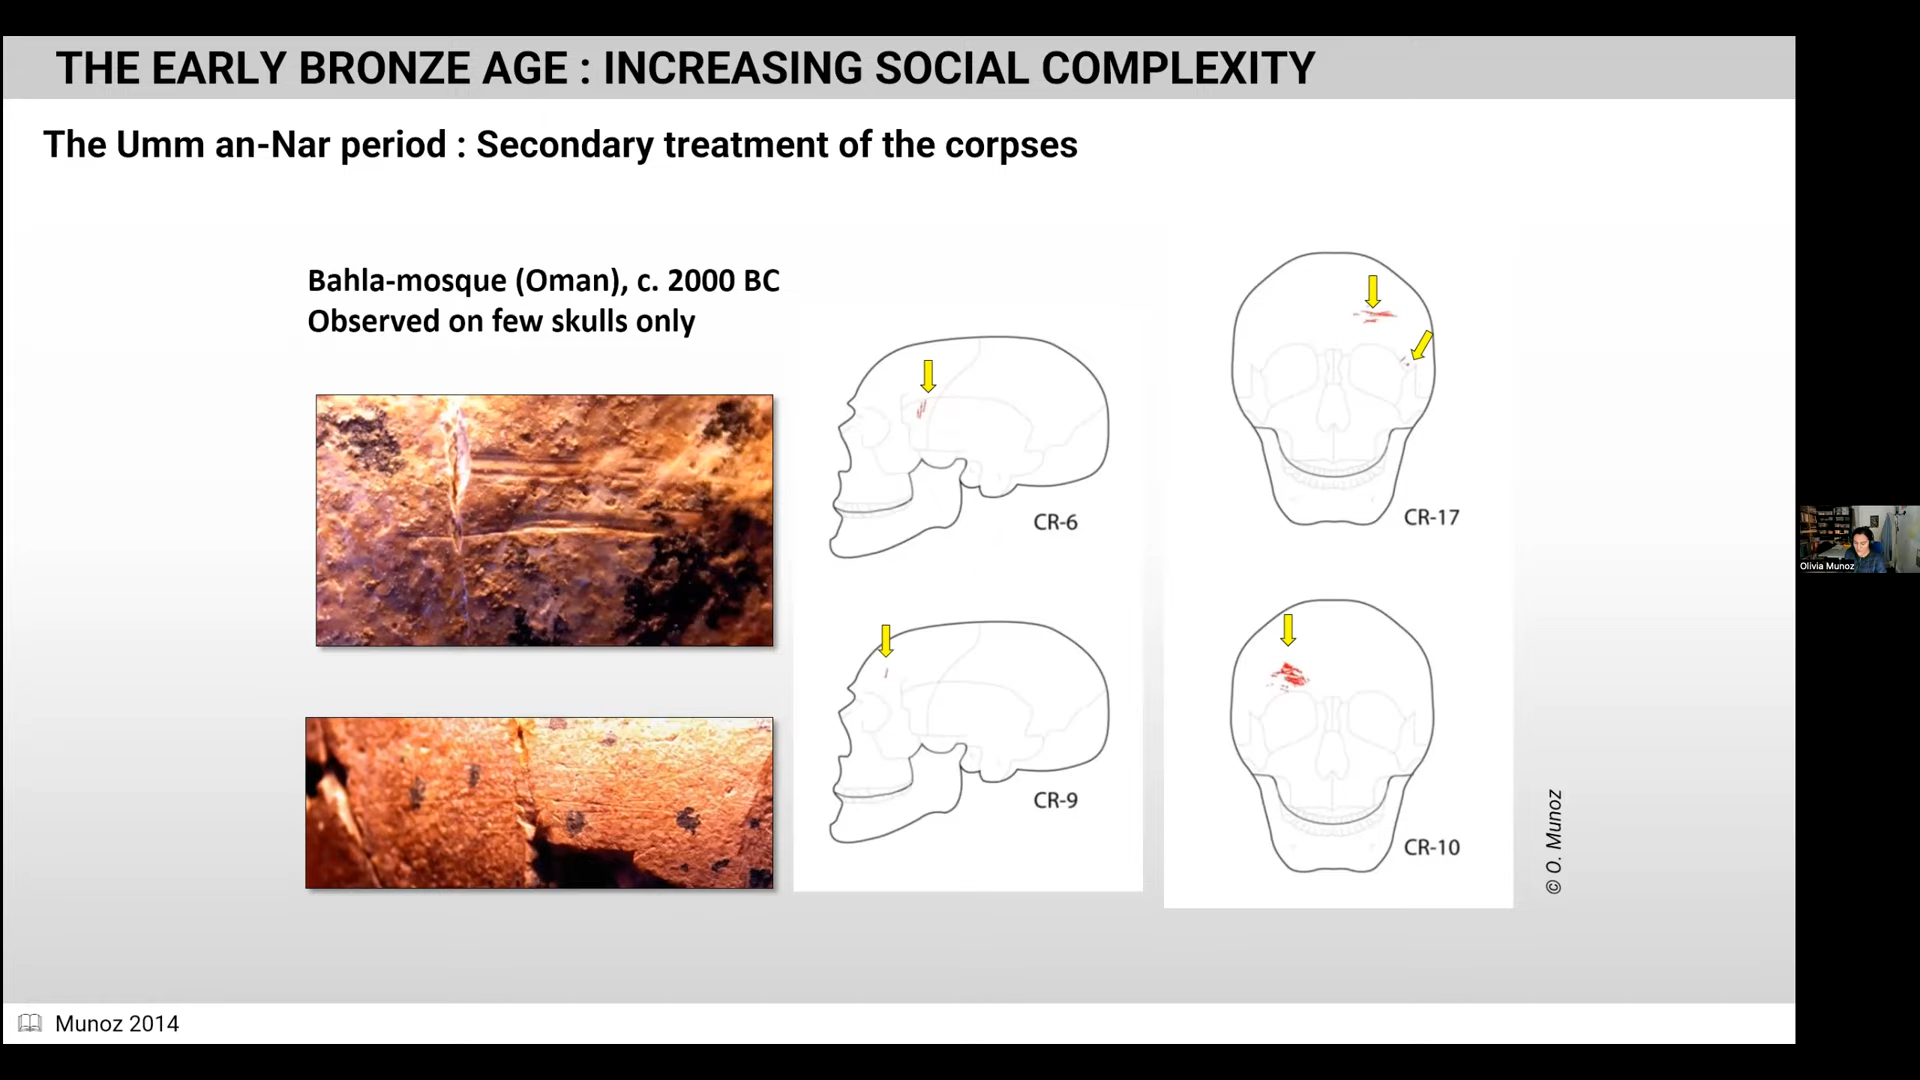 THE EARLY BRONZE AGE : INCREASING SOCIAL COMPLEXITY
The Umm an-Nar period : Secondary treatment of the corpses
Bahla-mosque (Oman), c. 2000 BC
Observed on few skulls only
CR-6
CR-17
CR-9
CR-10
© O. Munoz
Munoz 2014
Olivia Munoz